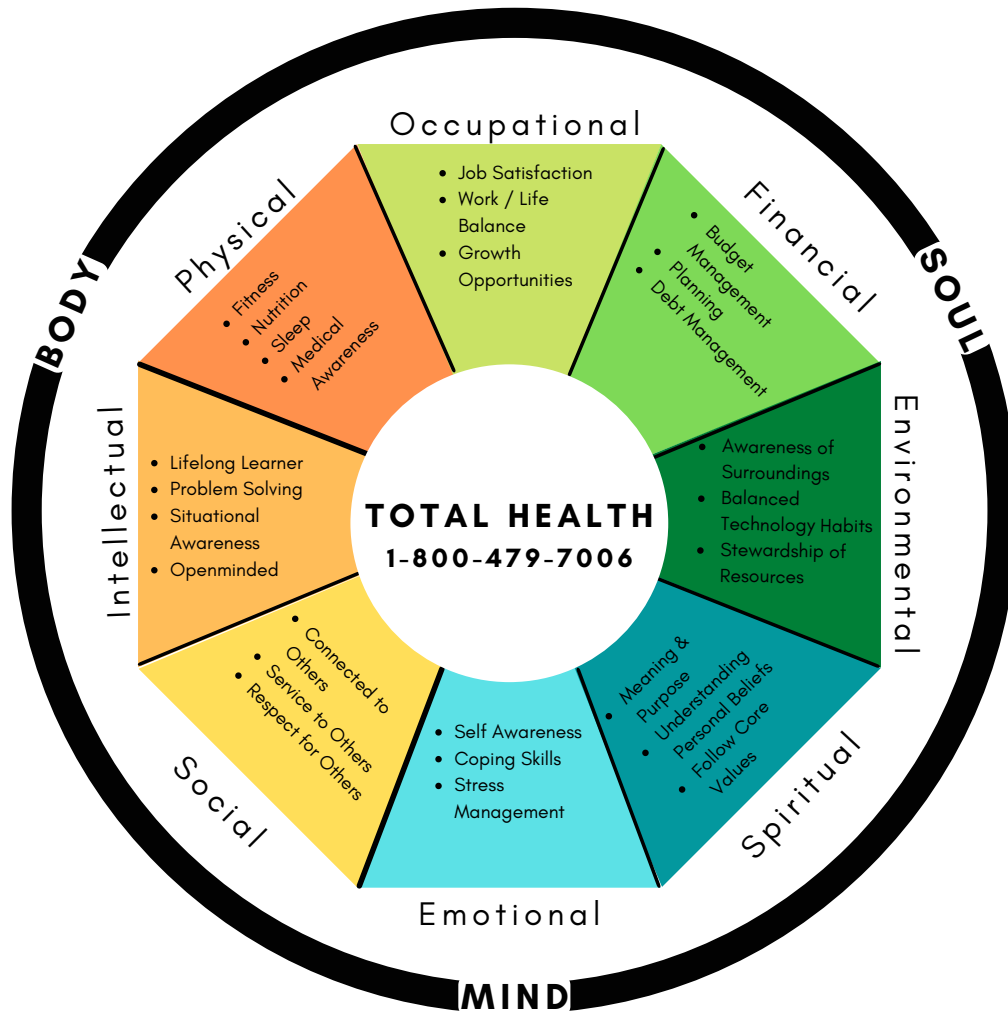 Occupational
• Job Satisfaction
• Work / Life
Balance
• Growth
Opportunities
Financial
• Budget
Management
• Planning
• Debt Management
SOUL
Environmental
• Awareness of
Surroundings
• Balanced
Technology Habits
• Stewardship of
Resources
Spiritual
• Meaning &
Purpose
• Understanding
Personal Beliefs
• Follow Core
Values
MIND
Emotional
• Self Awareness
• Coping Skills
• Stress
Management
Social
• Connected to
Others
• Service to Others
• Respect for Others
Intellectual
• Lifelong Learner
• Problem Solving
• Situational
Awareness
• Openminded
BODY
Physical
• Fitness
• Nutrition
• Sleep
• Medical
Awareness
TOTAL HEALTH
1-800-479-7006